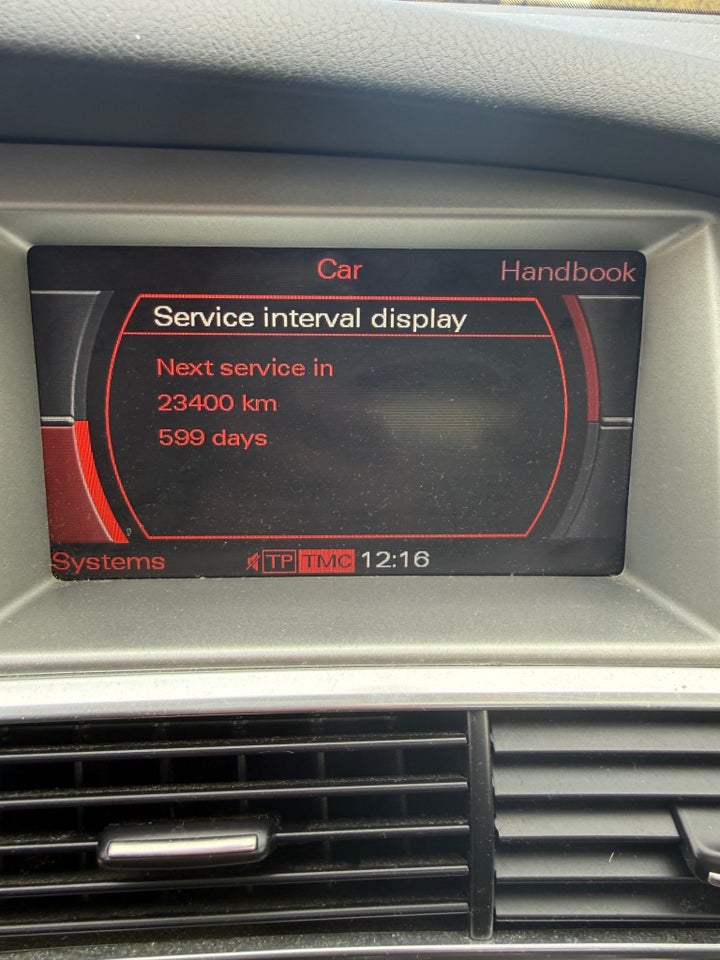 Car
Handbook
Service interval display
Next service in
23400 km
599 days
Systems
TP TMC 12:16